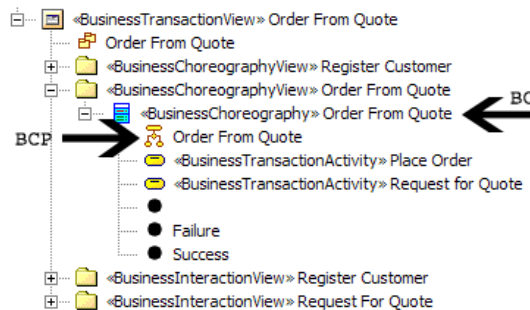 «BusinessTransactionView» Order From Quote
Order From Quote
«BusinessChoreographyView» Register Customer
«BusinessChoreographyView» Order From Quote
«BusinessChoreography» Order From Quote
BCP Order From Quote
«BusinessTransactionActivity» Place Order
«BusinessTransactionActivity» Request for Quote
Failure
Success
«BusinessInteractionView» Register Customer
«BusinessInteractionView» Request For Quote